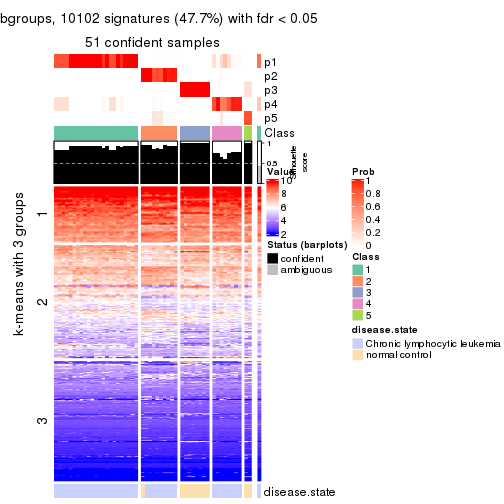 bgroups, 10102 signatures (47.7%) with fdr < 0.05
51 confident samples
p1
p2
p3
p4
p5
Class
1
0.5
0
Silhouette
score
k-means with 3 groups
1
2
3
Value
10
8
6
4
2
Status (barplots)
confident
ambiguous
Prob
1
0.8
0.6
0.4
0.2
0
Class
1
2
3
4
5
disease.state
Chronic lymphocytic leukemia
normal control
disease.state